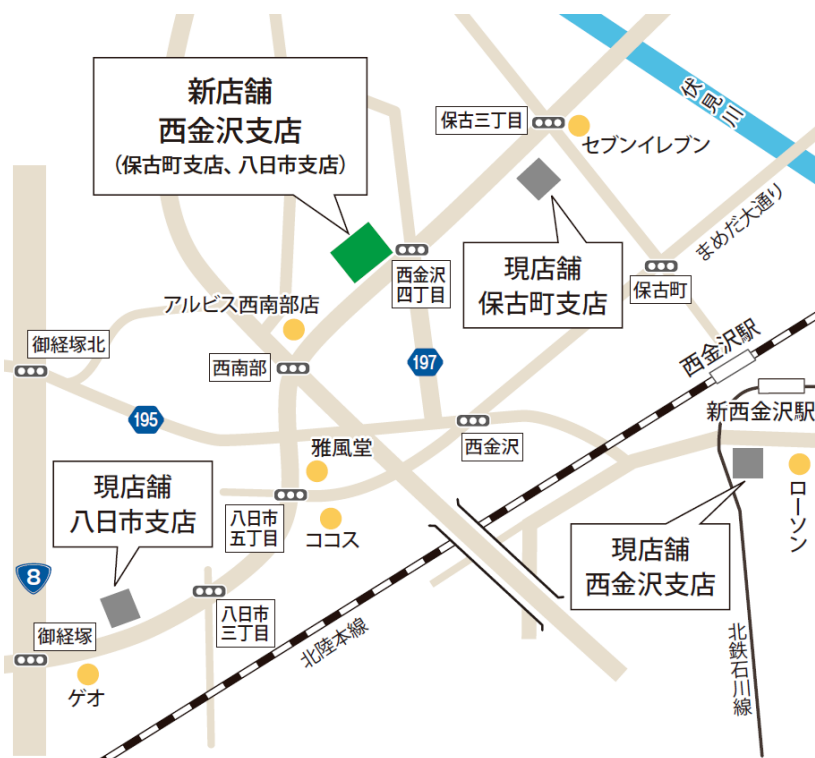 新店舗
西金沢支店
(保古町支店、八日市支店)
保古三丁目
セブンイレブン
伏見川
まめだ大通り
現店舗
保古町支店
保古町
西金沢
四丁目
アルビス西南部店
御経塚北
西南部
197
195
西金沢駅
新西金沢駅
西金沢
雅風堂
現店舗
八日市支店
八日市
五丁目
ココス
ローソン
現店舗
西金沢支店
8
八日市
三丁目
御経塚
ゲオ
北陸本線
北鉄石川線